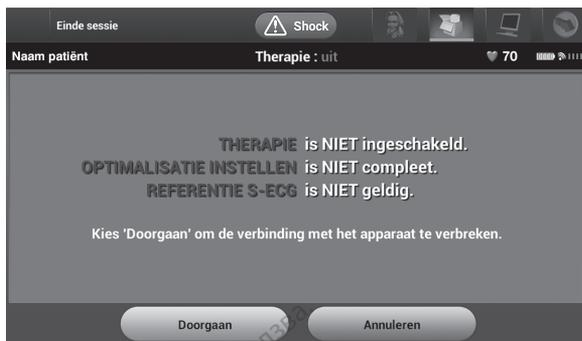 Einde sessie
Shock
Naam patiënt
Therapie : uit
70
THERAPIE is NIET ingeschakeld.
OPTIMALISATIE INSTELLEN is NIET compleet.
REFERENTIE S-ECG is NIET geldig.
Kies 'Doorgaan' om de verbinding met het apparaat te verbreken.
Doorgaan
Annuleren